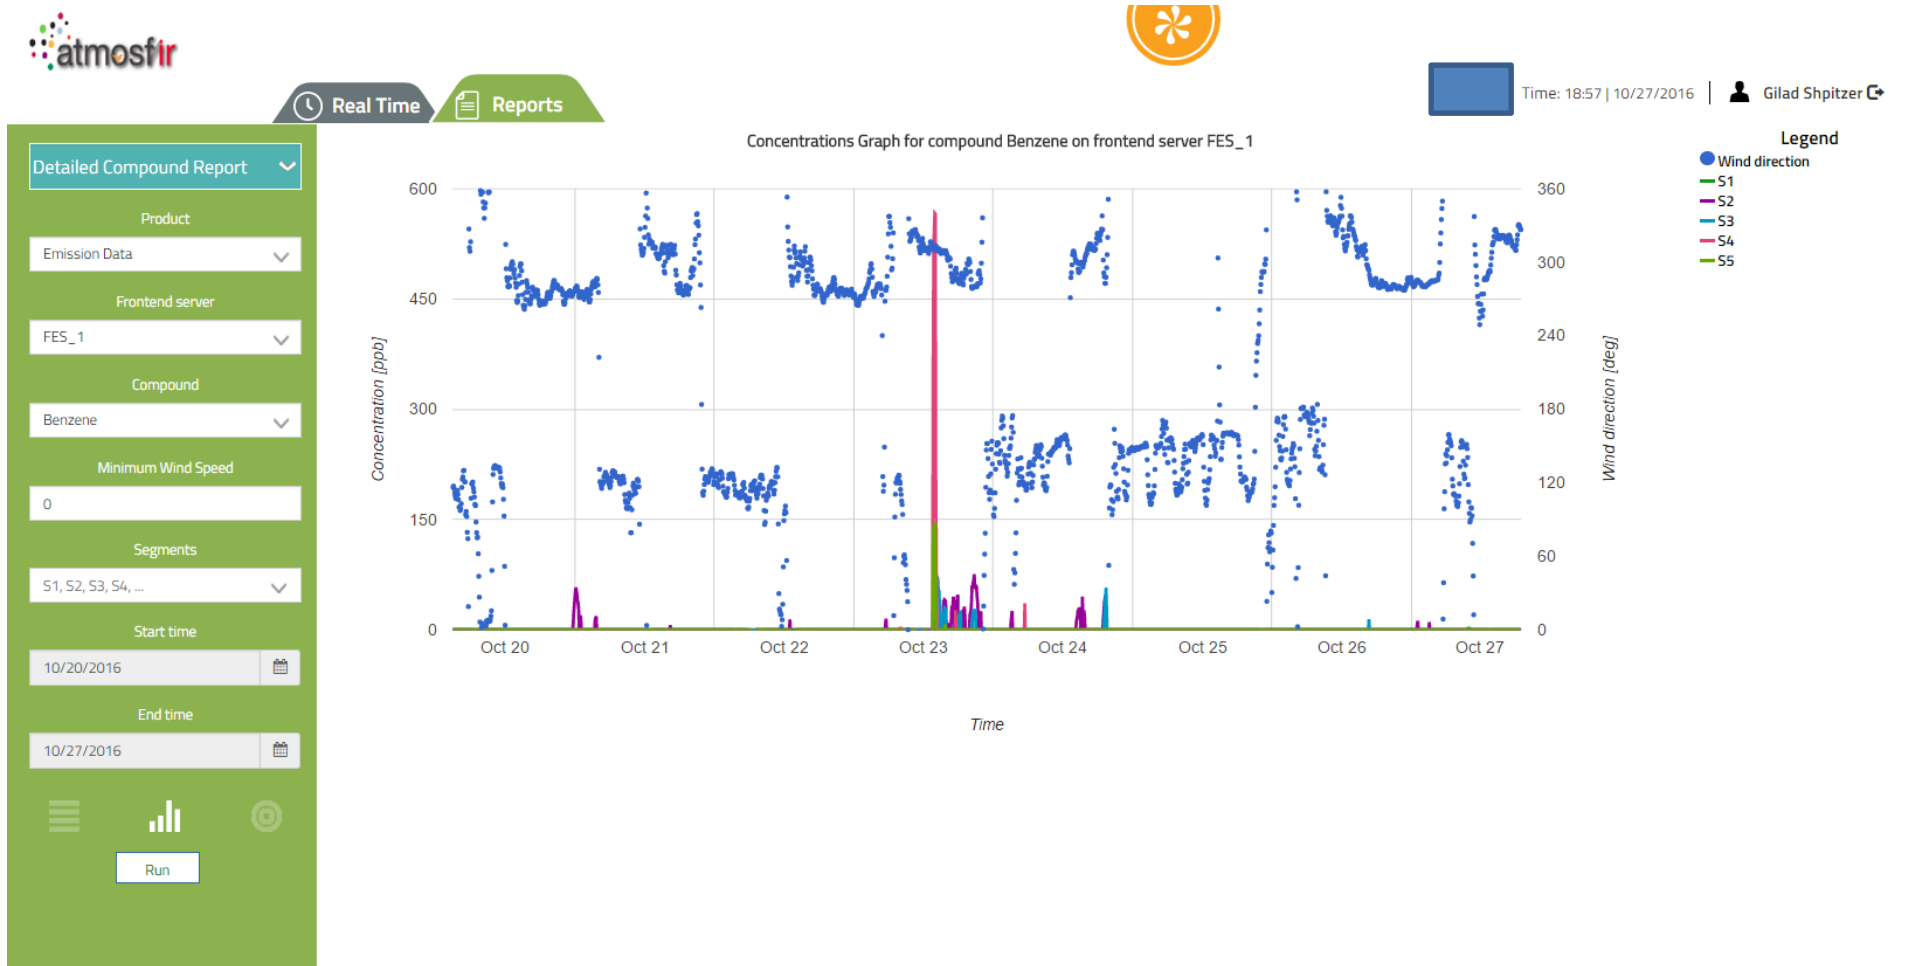 atmosfir
Real Time
Reports
Time: 18:57 | 10/27/2016
Gilad Shpitzer
Detailed Compound Report
Product
Emission Data
Frontend server
FES_1
Compound
Benzene
Minimum Wind Speed
0
Segments
S1, S2, S3, S4, ...
Start time
10/20/2016
End time
10/27/2016
Run
Concentrations Graph for compound Benzene on frontend server FES_1
Concentration [ppb]
600
450
300
150
0
360
300
240
180
120
60
0
Wind direction [deg]
Oct 20
Oct 21
Oct 22
Oct 23
Oct 24
Oct 25
Oct 26
Oct 27
Time
Legend
Wind direction
S1
S2
S3
S4
S5